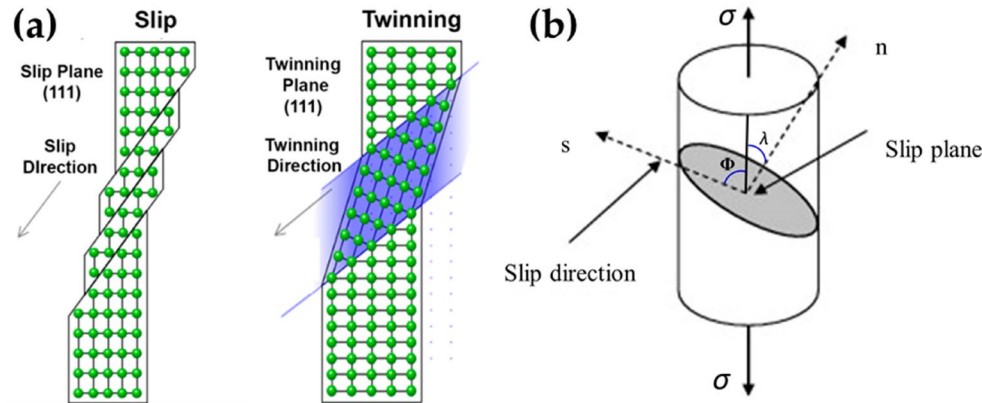 (a)
Slip
Slip Plane
(111)
Slip
DIrection
Twinning
Twinning
Plane
(111)
Twinning
Direction
(b)
σ
n
s
λ
Φ
Slip plane
Slip direction
σ